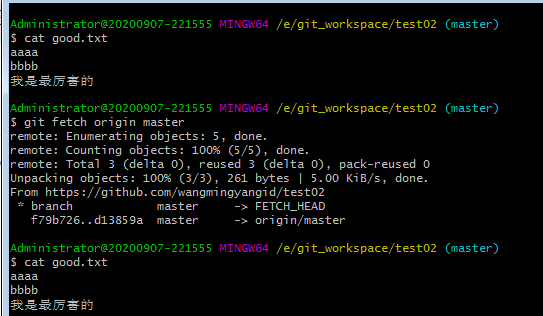 Administrator@20200907-221555 MINGW64 /e/git_workspace/test02 (master)
$ cat good.txt
aaaa
bbbb
我是最厉害的
Administrator@20200907-221555 MINGW64 /e/git_workspace/test02 (master)
$ git fetch origin master
remote: Enumerating objects: 5, done.
remote: Counting objects: 100% (5/5), done.
remote: Total 3 (delta 0), reused 3 (delta 0), pack-reused 0
Unpacking objects: 100% (3/3), 261 bytes | 5.00 KiB/s, done.
From https://github.com/wangmingyangid/test02
 * branch            master     -> FETCH_HEAD
   f79b726..d13859a  master     -> origin/master
Administrator@20200907-221555 MINGW64 /e/git_workspace/test02 (master)
$ cat good.txt
aaaa
bbbb
我是最厉害的